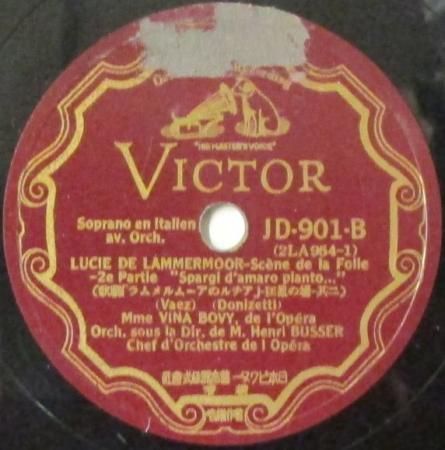 "HIS MASTER'S VOICE"
VICTOR
Soprano en Italien
av. Orch.
JD-901-B
(2LA954-1)
LUCIE DE LAMMERMOOR-Scène de la Folie
-2e Partie "Spargi d'amaro pianto..."
(Vaez) (Donizetti)
Mme VINA BOVY, de l'Opéra
Orch. sous la Dir. de M. Henri BUSSER
Chef d'Orchestre de l Opéra